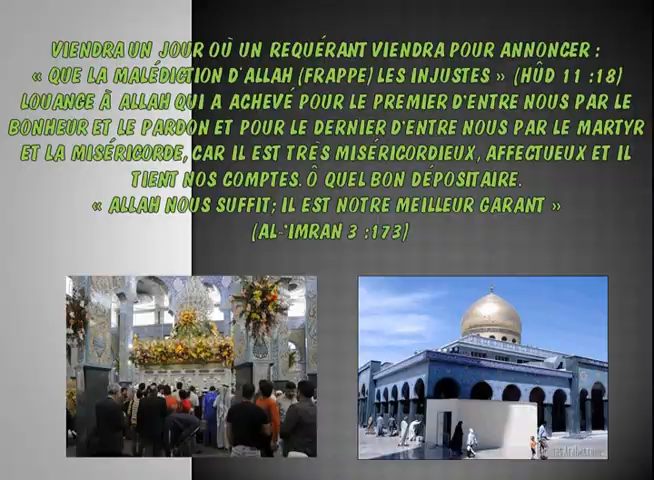 VIENDRA UN JOUR OÙ UN REQUÉRANT VIENDRA POUR ANNONCER :
« QUE LA MALÉDICTION D'ALLAH (FRAPPE) LES INJUSTES » (HÛD 11 :18)
LOUANGE À ALLAH QUI A ACHEVÉ POUR LE PREMIER D'ENTRE NOUS PAR LE
BONHEUR ET LE PARDON ET POUR LE DERNIER D'ENTRE NOUS PAR LE MARTYR
ET LA MISÉRICORDE, CAR IL EST TRÈS MISÉRICORDIEUX, AFFECTUEUX ET IL
TIENT NOS COMPTES. Ô QUEL BON DÉPOSITAIRE.
« ALLAH NOUS SUFFIT; IL EST NOTRE MEILLEUR GARANT »
(AL-'IMRAN 3 :173)